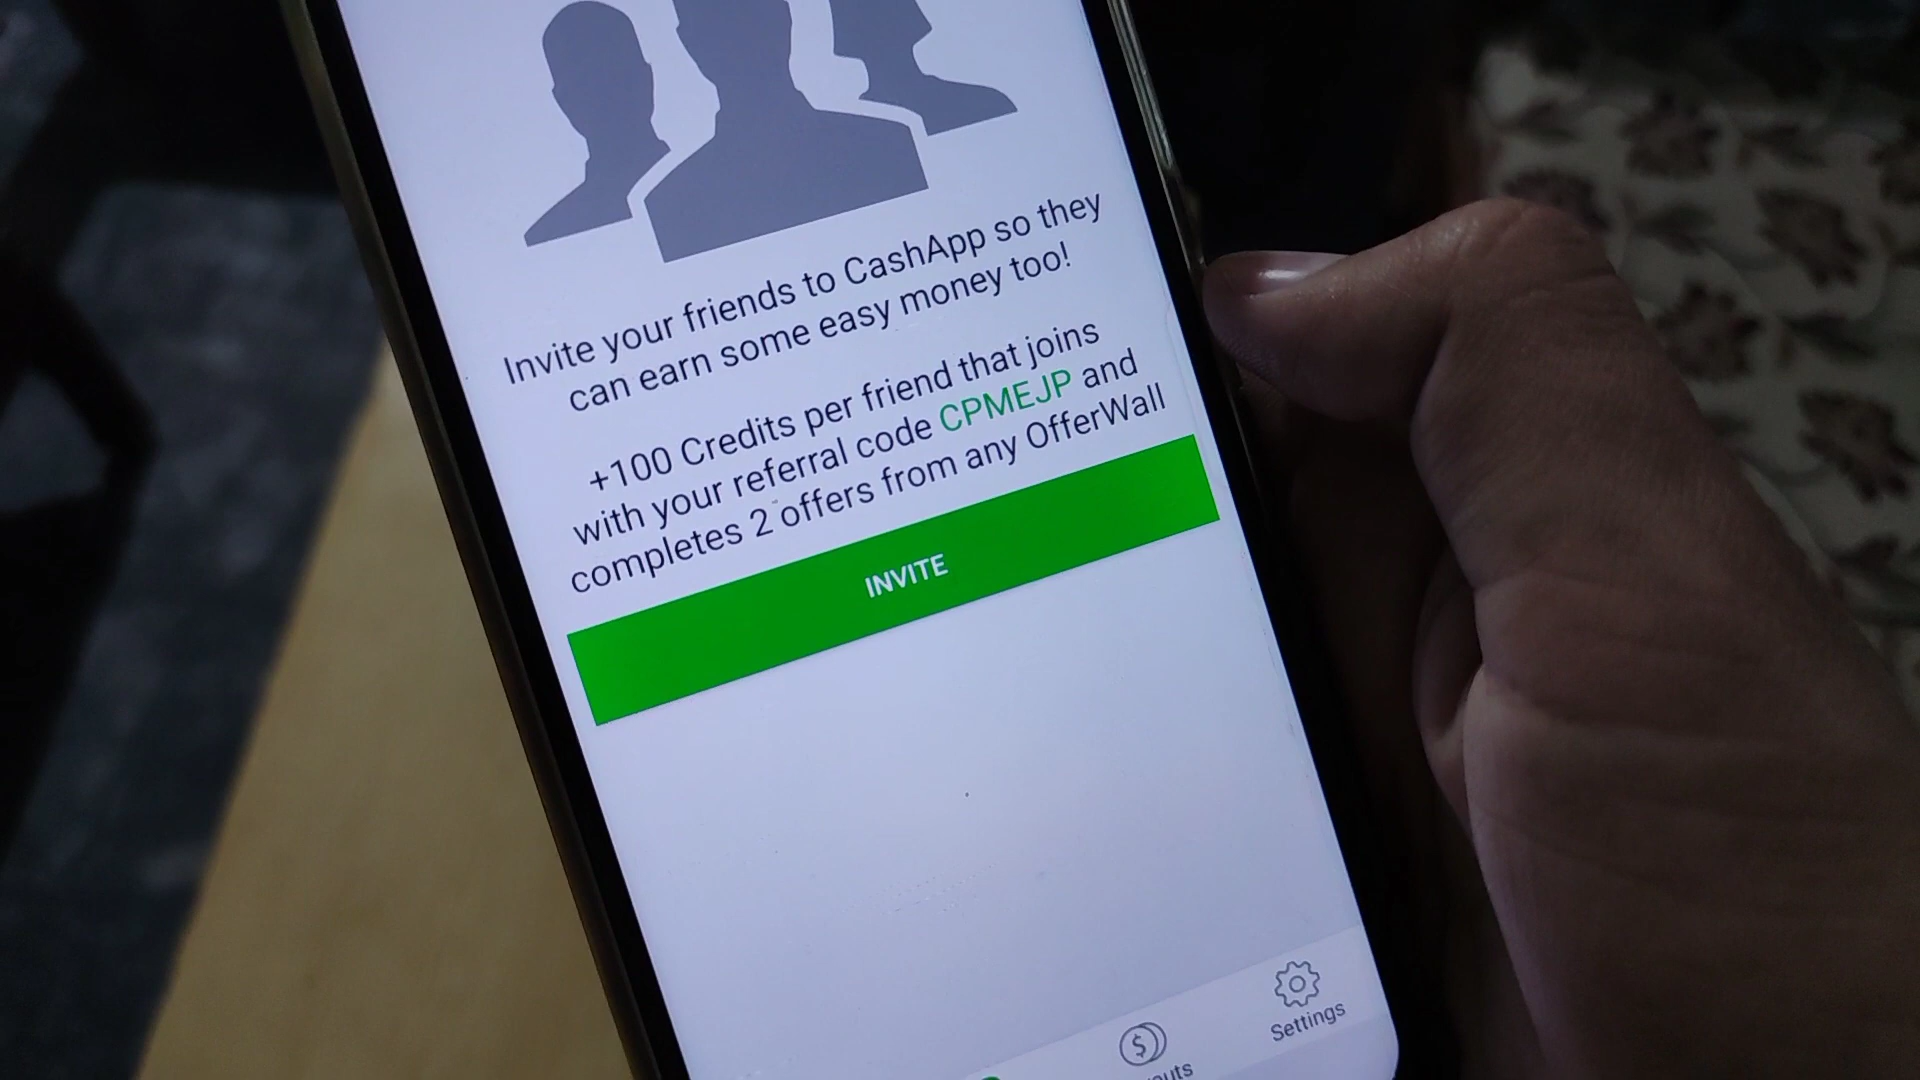 Invite your friends to CashApp so they
can earn some easy money too!
+100 Credits per friend that joins
with your referral code CPMEJP and
completes 2 offers from any OfferWall
INVITE
Settings